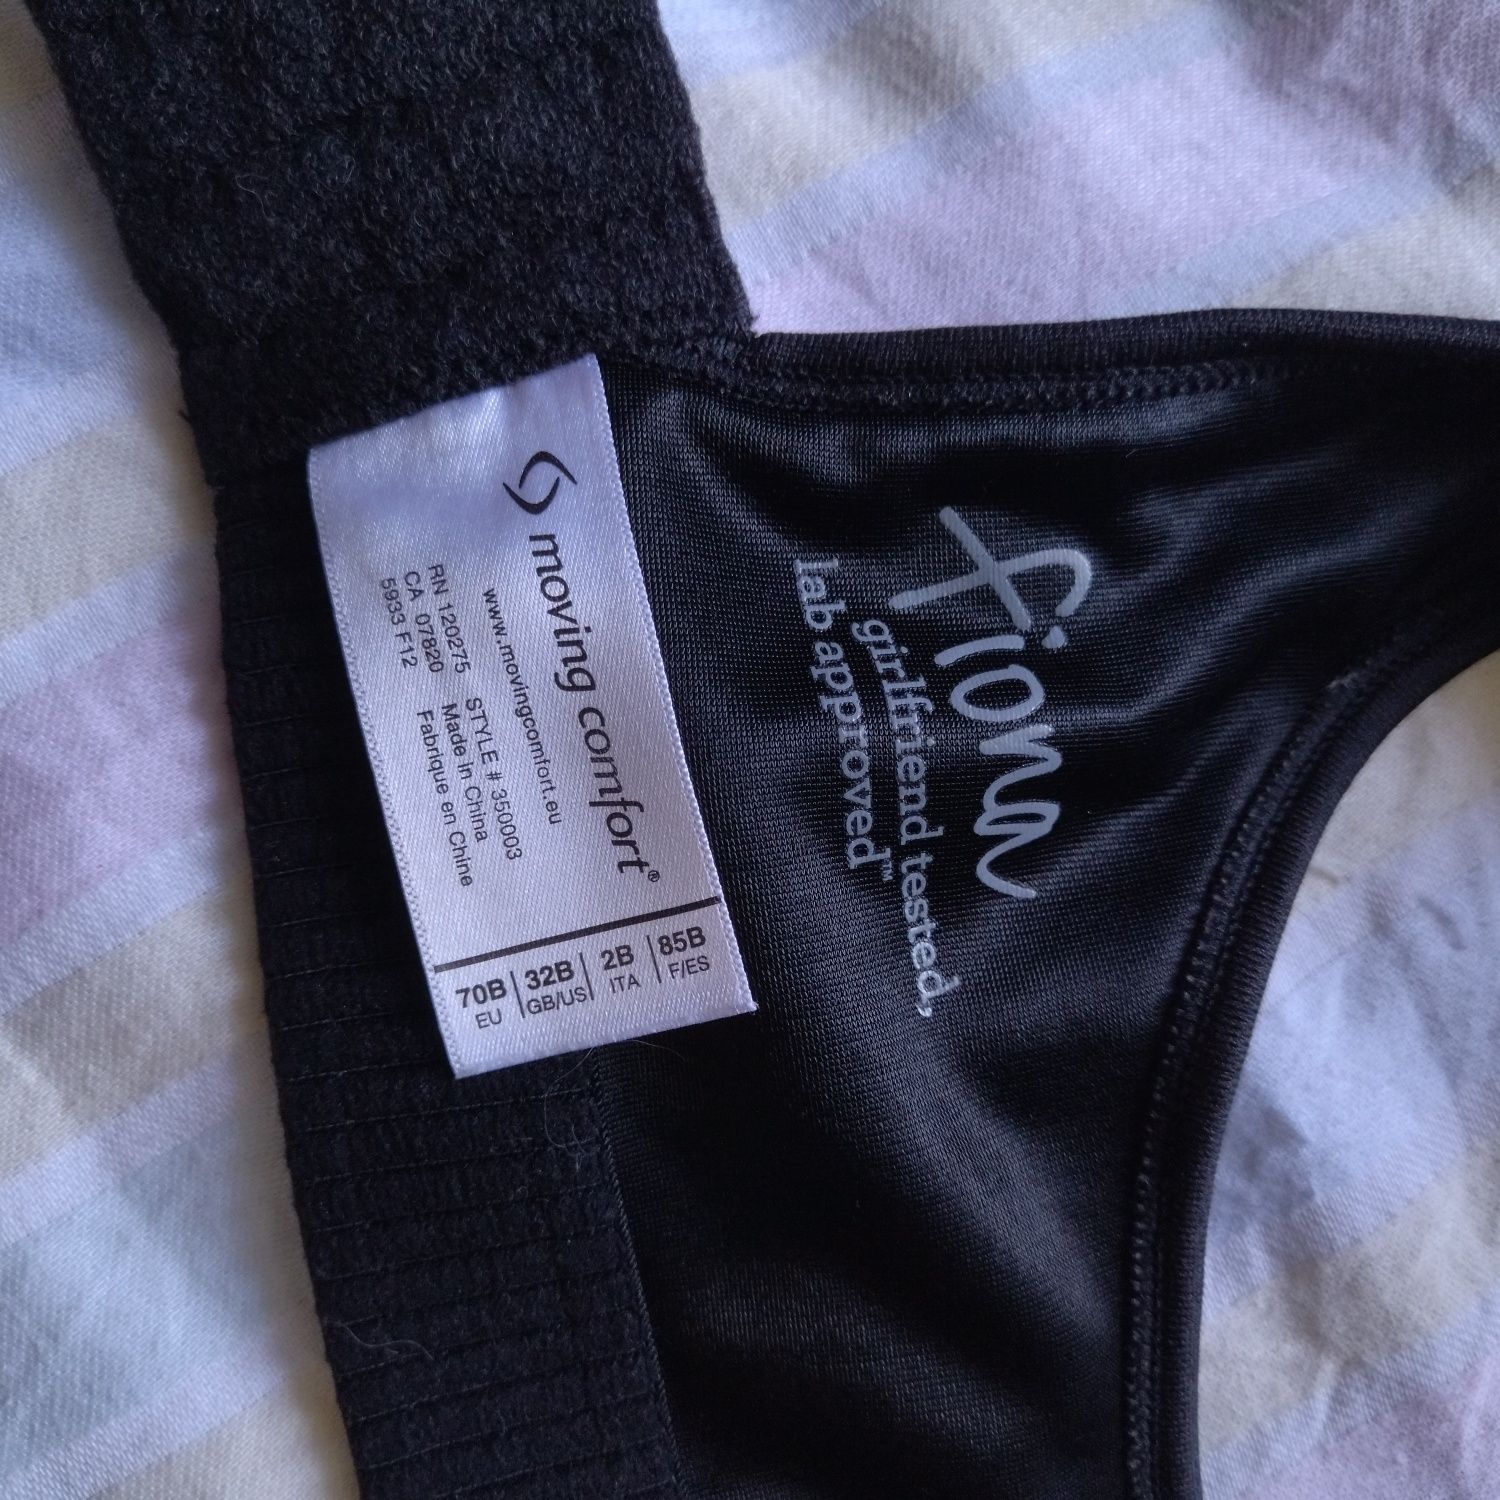 moving comfort®
www.movingcomfort.eu
RN 120275 STYLE # 350003
CA 07820 Made in China
5933 F12 Fabrique en Chine
70B 32B 2B 85B
EU GB/US ITA F/ES
fiona
girlfriend tested,
lab approved™